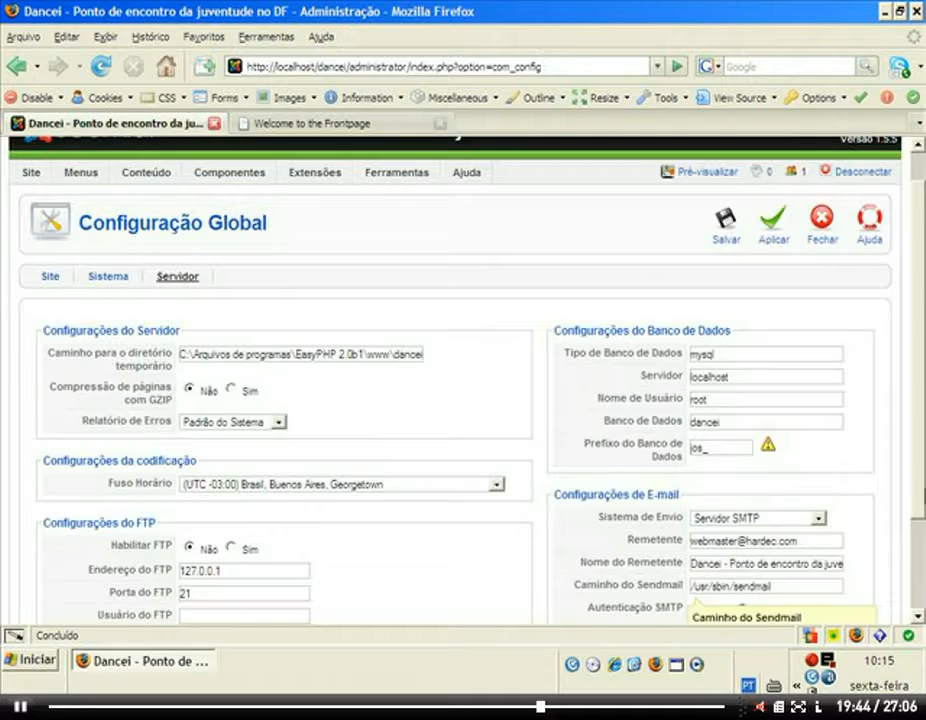 Dancei - Ponto de encontro da juventude no DF - Administração - Mozilla Firefox
Arquivo Editar Exibir Histórico Favoritos Ferramentas Ajuda
http://localhost/dancei/administrator/index.php?option=com_config
Google
Disable Cookies CSS Forms Images Information Miscellaneous Outline Resize Tools View Source Options
Dancei - Ponto de encontro da ju... Welcome to the Frontpage
Versão 1.5.5
Site Menus Conteúdo Componentes Extensões Ferramentas Ajuda Pré-visualizar 0 1 Desconectar
Configuração Global
Salvar Aplicar Fechar Ajuda
Site Sistema Servidor
Configurações do Servidor
Caminho para o diretório temporário C:\Arquivos de programas\EasyPHP 2.0b1\www\dancei
Compressão de páginas com GZIP Não Sim
Relatório de Erros Padrão do Sistema
Configurações da codificação
Fuso Horário (UTC -03:00) Brasil, Buenos Aires, Georgetown
Configurações do FTP
Habilitar FTP Não Sim
Endereço do FTP 127.0.0.1
Porta do FTP 21
Usuário do FTP
Configurações do Banco de Dados
Tipo de Banco de Dados mysql
Servidor localhost
Nome de Usuário root
Banco de Dados dancei
Prefixo do Banco de Dados jos_
Configurações de E-mail
Sistema de Envio Servidor SMTP
Remetente webmaster@hardec.com
Nome do Remetente Dancei - Ponto de encontro da juve
Caminho do Sendmail /usr/sbin/sendmail
Autenticação SMTP
Caminho do Sendmail
Concluído
Iniciar Dancei - Ponto de ... PT 10:15
sexta-feira
19:44 / 27:06